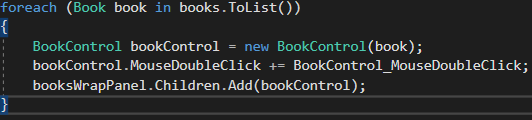 foreach (Book book in books.ToList())
{
BookControl bookControl = new BookControl(book);
bookControl.MouseDoubleClick += BookControl_MouseDoubleClick;
booksWrapPanel.Children.Add(bookControl);
}